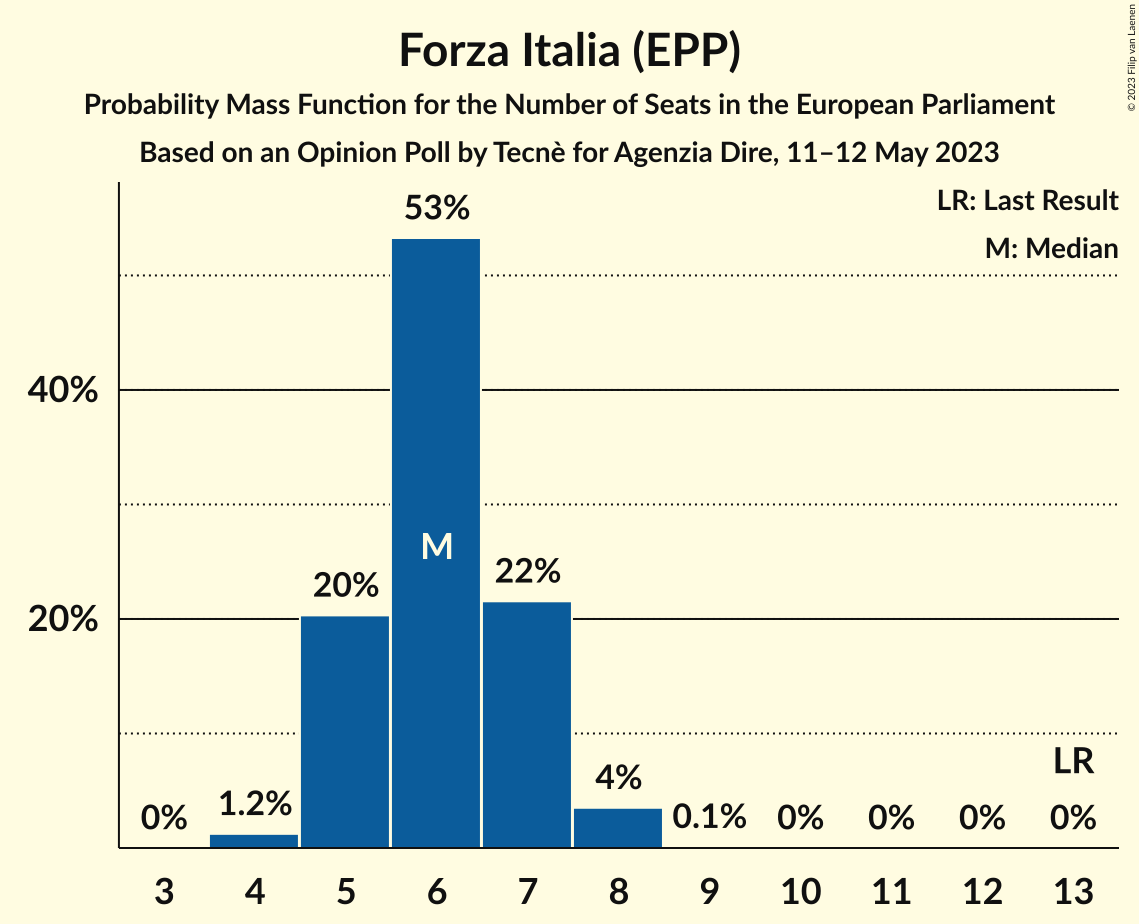 Forza Italia (EPP)
Probability Mass Function for the Number of Seats in the European Parliament
Based on an Opinion Poll by Tecnè for Agenzia Dire, 11–12 May 2023
© 2023 Filip van Laenen
LR: Last Result
M: Median
53%
40%
M
20%
22%
20%
LR
0%
1.2%
4%
0.1%
0%
0%
0%
0%
3 4 5 6 7 8 9 10 11 12 13